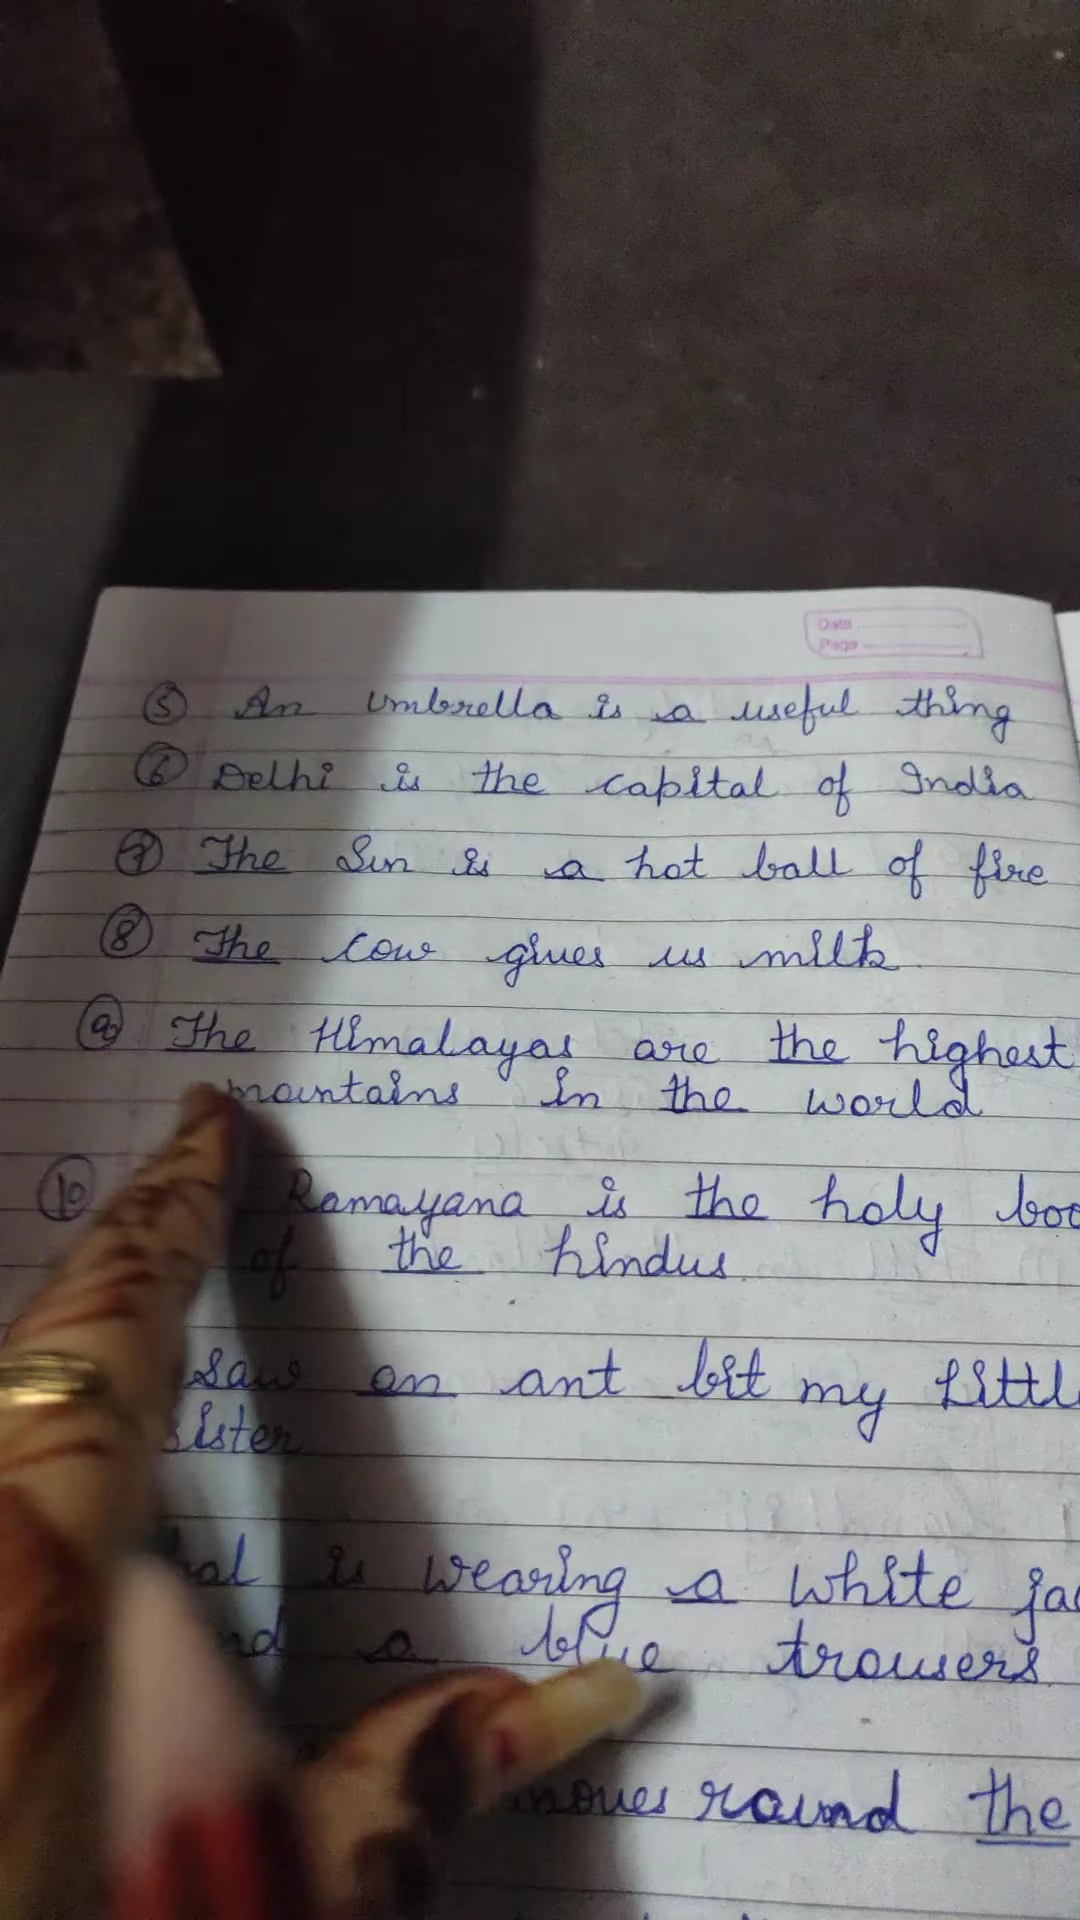 Date
Page
5 An Umbrella is a useful thing
6 Delhi is the capital of India
7 The Sun is a hot ball of fire
8 The cow gives us milk
9 The Himalayas are the highest
mountains in the world
10 Ramayana is the holy
of the hindus.
saw an ant bit my
sister
is wearing a white
a blue trousers.
moves round the